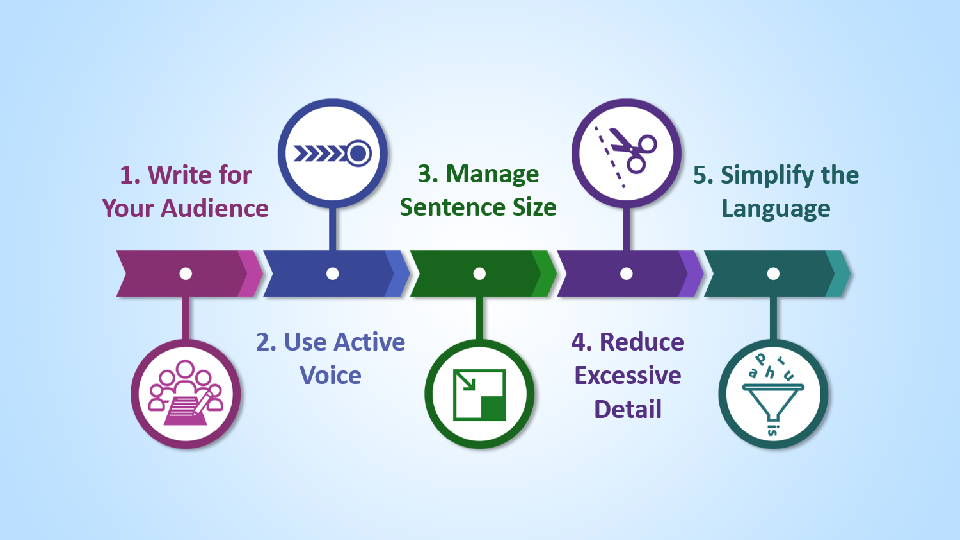 1. Write for
Your Audience
2. Use Active
Voice
3. Manage
Sentence Size
4. Reduce
Excessive
Detail
5. Simplify the
Language
a p h r u
is